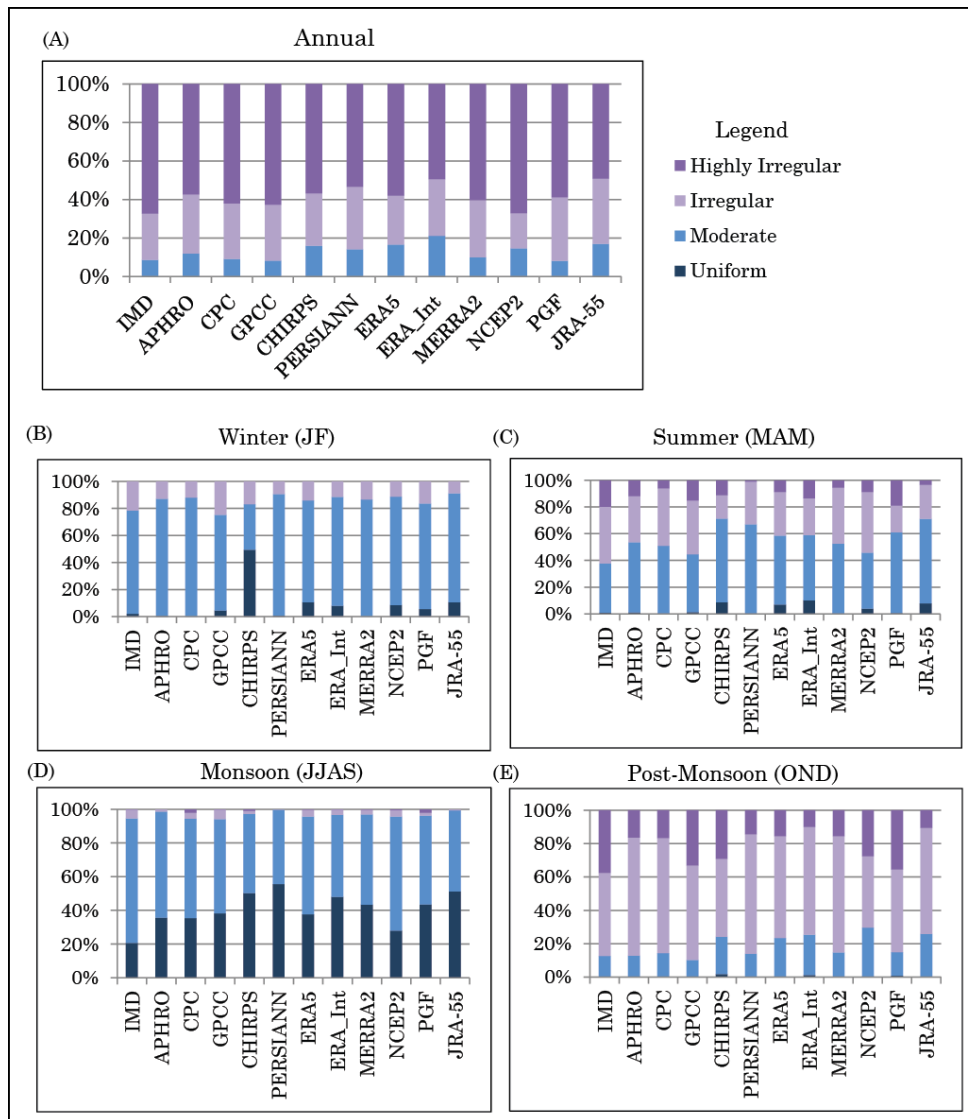 (A) Annual
100%
80%
60%
40%
20%
0%
IMD
APHRO
CPC
GPCC
CHIRPS
PERSIANN
ERA5
ERA_Int
MERRA2
NCEP2
PGF
JRA-55
Legend
Highly Irregular
Irregular
Moderate
Uniform
(B) Winter (JF)
100%
80%
60%
40%
20%
0%
IMD
APHRO
CPC
GPCC
CHIRPS
PERSIANN
ERA5
ERA_Int
MERRA2
NCEP2
PGF
JRA-55
(C) Summer (MAM)
100%
80%
60%
40%
20%
0%
IMD
APHRO
CPC
GPCC
CHIRPS
PERSIANN
ERA5
ERA_Int
MERRA2
NCEP2
PGF
JRA-55
(D) Monsoon (JJAS)
100%
80%
60%
40%
20%
0%
IMD
APHRO
CPC
GPCC
CHIRPS
PERSIANN
ERA5
ERA_Int
MERRA2
NCEP2
PGF
JRA-55
(E) Post-Monsoon (OND)
100%
80%
60%
40%
20%
0%
IMD
APHRO
CPC
GPCC
CHIRPS
PERSIANN
ERA5
ERA_Int
MERRA2
NCEP2
PGF
JRA-55